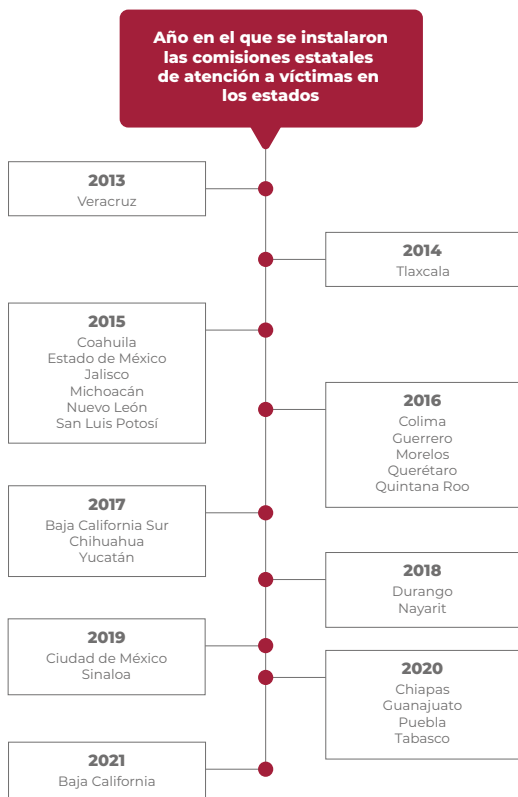 Año en el que se instalaron
las comisiones estatales
de atención a víctimas en
los estados
2013
Veracruz
2014
Tlaxcala
2015
Coahuila
Estado de México
Jalisco
Michoacán
Nuevo León
San Luis Potosí
2016
Colima
Guerrero
Morelos
Querétaro
Quintana Roo
2017
Baja California Sur
Chihuahua
Yucatán
2018
Durango
Nayarit
2019
Ciudad de México
Sinaloa
2020
Chiapas
Guanajuato
Puebla
Tabasco
2021
Baja California